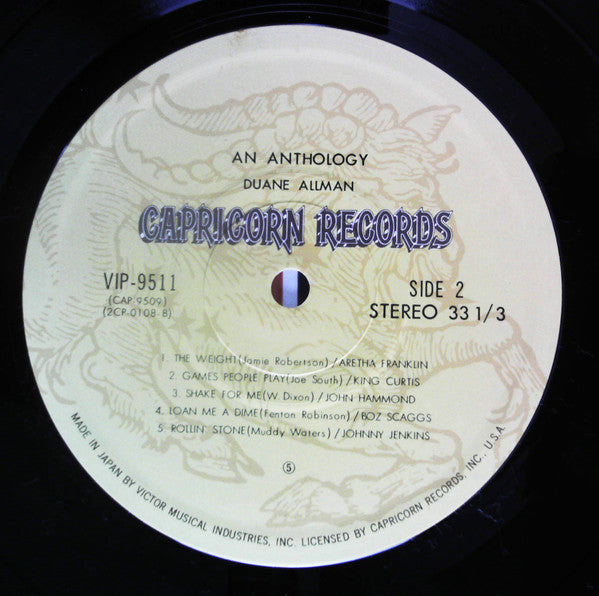 AN ANTHOLOGY
DUANE ALLMAN
CAPRICORN RECORDS
VIP-9511
(CAP-9509)
(2CP-0108 B)
SIDE 2
STEREO 33 1/3
1 THE WEIGHT(Jamie Robertson)/ARETHA FRANKLIN
2. GAMES PEOPLE PLAY(Joe South)/KING CURTIS
3. SHAKE FOR ME(W. Dixon)/JOHN HAMMOND
4. LOAN ME A DIME(Fenton Robinson)/BOZ SCAGGS
5 ROLLIN' STONE(Muddy Waters)/JOHNNY JENKINS
⑤
MADE IN JAPAN BY VICTOR MUSICAL INDUSTRIES, INC. LICENSED BY CAPRICORN RECORDS, INC., U.S.A.